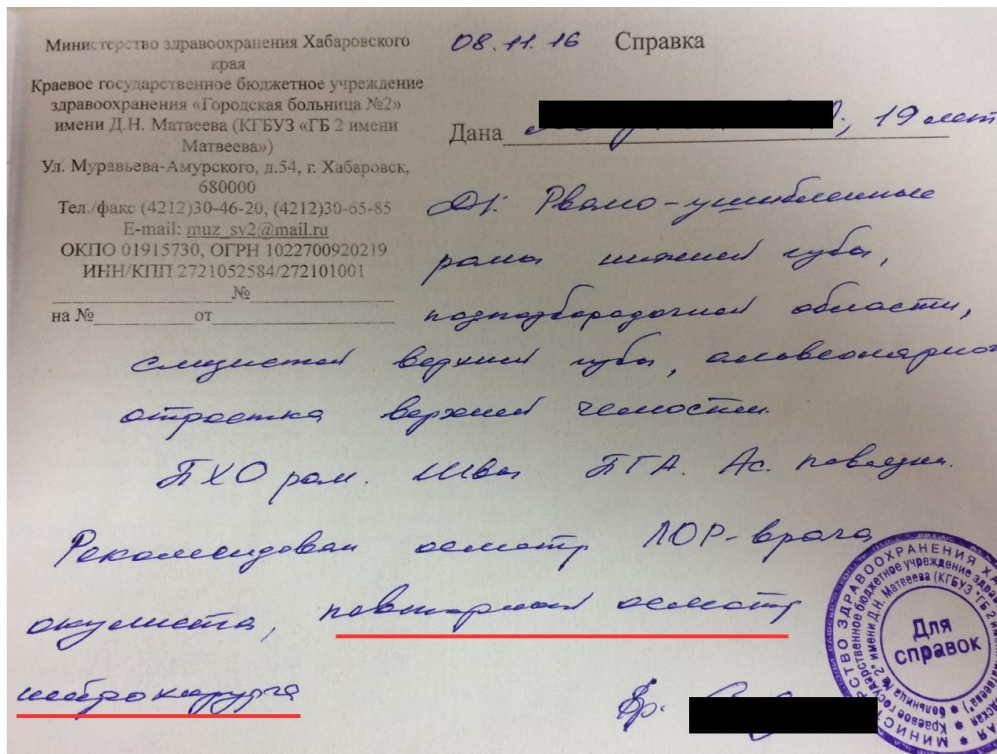 Министерство здравоохранения Хабаровского
края
Краевое государственное бюджетное учреждение
здравоохранения «Городская больница №2»
имени Д.Н. Матвеева (КГБУЗ «ГБ 2 имени
Матвеева»)
Ул. Муравьева-Амурского, д.54, г. Хабаровск,
680000
Тел./факс (4212)30-46-20, (4212)30-65-85
E-mail: muz_sv2@mail.ru
ОКПО 01915730, ОГРН 1022700920219
ИНН/КПП 2721052584/272101001
№
на № от
08.11.16 Справка
Дана 19 лет
Ds: Рвано-ушибленные
раны нижней губы,
подподбородочной области,
слизистой верхней губы, альвеолярного
отростка верхней челюсти.
ПХО ран. Швы ПГА. Ас. повязка.
Рекомендован осмотр ЛОР-врача,
окулиста, повторный осмотр
нейрохирурга
Вр.
Для
справок